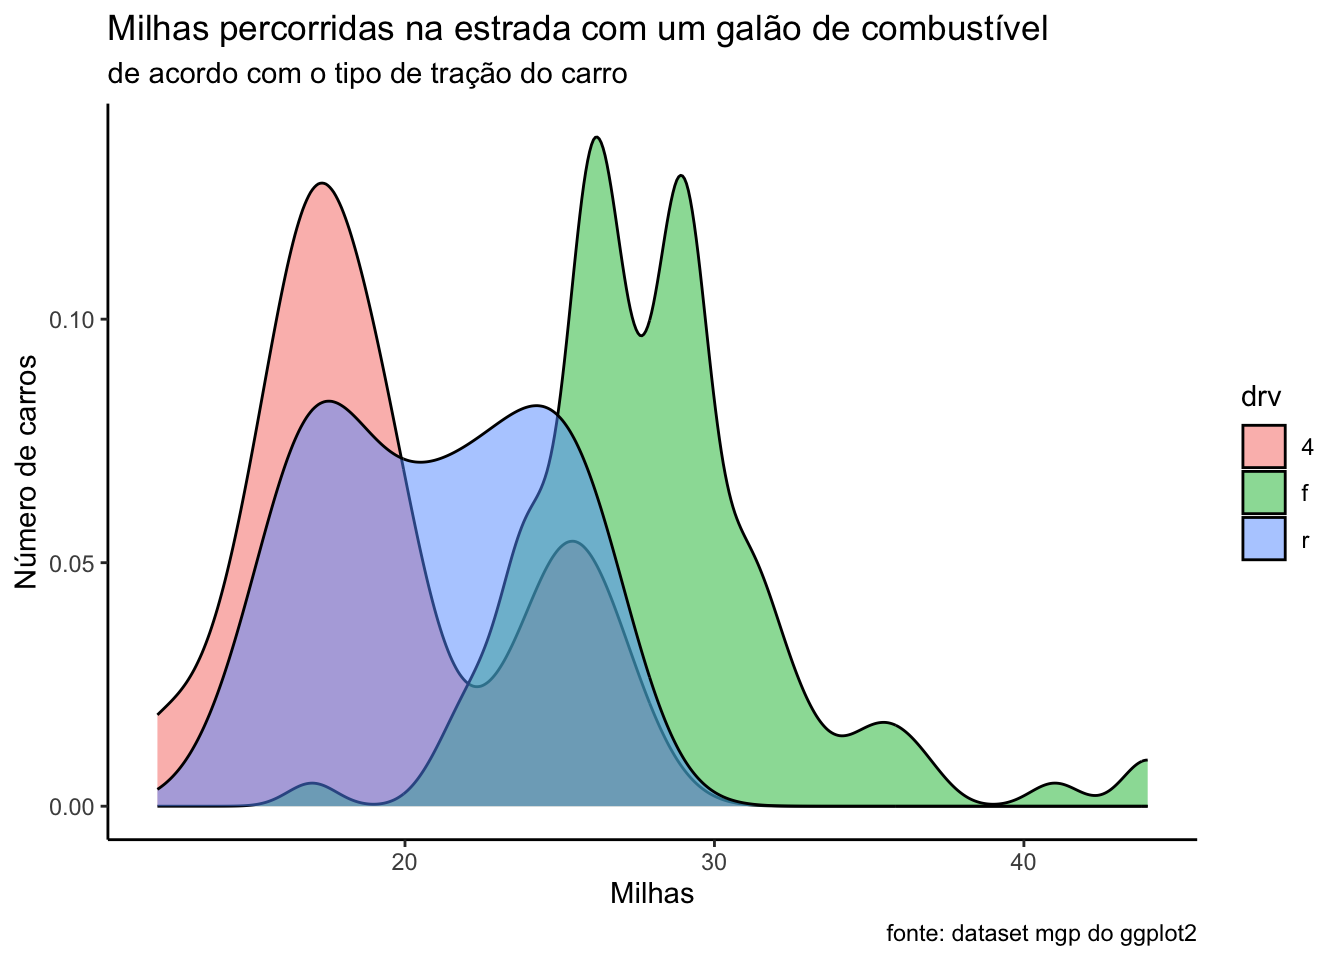 Milhas percorridas na estrada com um galão de combustível
de acordo com o tipo de tração do carro
Número de carros
0.10
0.05
0.00
20
30
40
Milhas
drv
4
f
r
fonte: dataset mgp do ggplot2